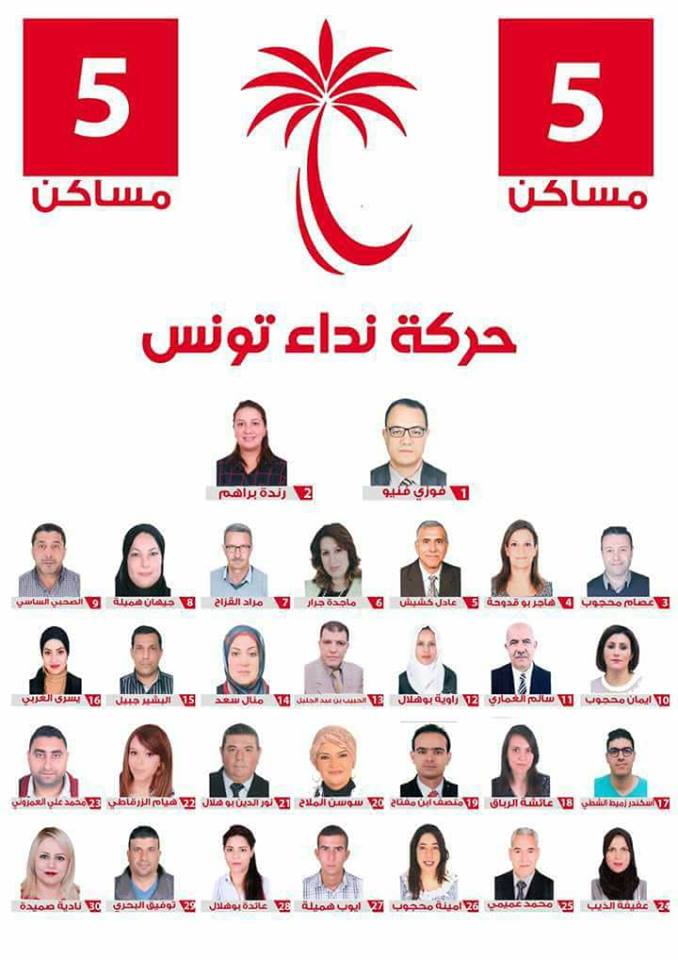 5
مساكن
5
مساكن
حركة نداء تونس
1 فوزي فنيو
2 رندة براهم
3 عصام محجوب
4 هاجر بو قدوحة
5 عادل كشيش
6 ماجدة جرار
7 مراد القزاح
8 جيهان هميلة
9 الصحبي الساسي
10 ايمان محجوب
11 سالم الغماري
12 راوية بوهلال
13 الحبيب بن عبد الجليل
14 منال سعد
15 البشير جبيل
16 يسرى العربي
17 اسكندر زميط الشطي
18 عائشة الرباق
19 منصف ابن مفتاح
20 سوسن الملاح
21 نور الدين بو هلال
22 هيام الزرقاطي
23 محمد علي العمروني
24 عفيفة الذيب
25 محمد عميمي
26 امينة محجوب
27 ايوب هميلة
28 عائدة بوهلال
29 توفيق البحري
30 نادية صميدة